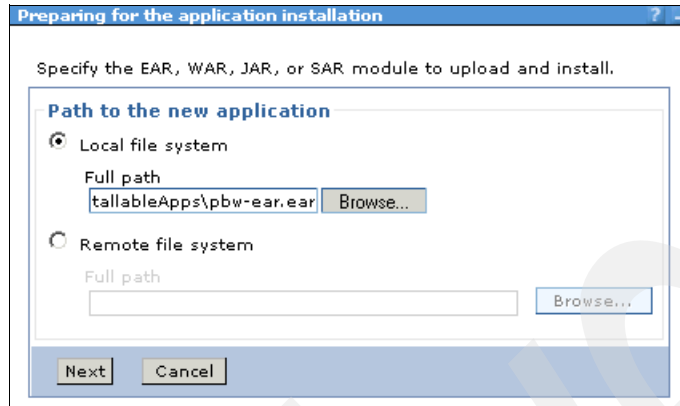 Preparing for the application installation ? -
Specify the EAR, WAR, JAR, or SAR module to upload and install.
Path to the new application
Local file system
Full path
tallableApps\pbw-ear.ear Browse...
Remote file system
Full path
Browse...
Next Cancel